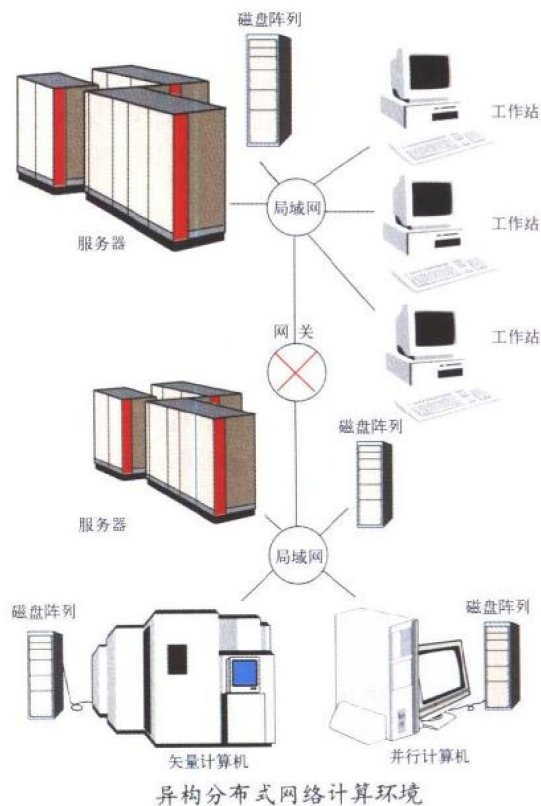 磁盘阵列
工作站
局域网
工作站
服务器
网关
工作站
磁盘阵列
服务器
局域网
磁盘阵列
磁盘阵列
矢量计算机
并行计算机
异构分布式网络计算环境